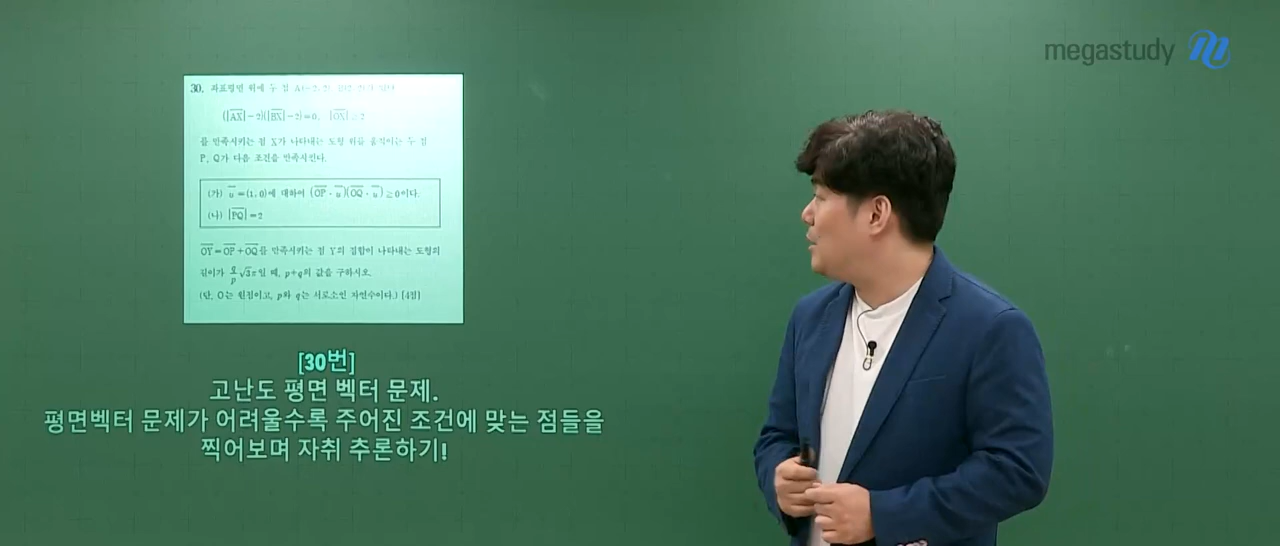 megastudy
30. 좌표평면 위에 두 점 A(-2, 2), B(2, 2)가 있다.
(|AX|-2)(|BX|-2)=0, |OX|≥2
를 만족시키는 점 X가 나타내는 도형 위를 움직이는 두 점
P, Q가 다음 조건을 만족시킨다.
(가) u=(1, 0)에 대하여 (OP·u)(OQ·u)≥0이다.
(나) |PQ|=2
OY=OP+OQ를 만족시키는 점 Y의 집합이 나타내는 도형의
길이가 q/p√3π일 때, p+q의 값을 구하시오.
(단, O는 원점이고, p와 q는 서로소인 자연수이다.) [4점]
[30번]
고난도 평면 벡터 문제.
평면벡터 문제가 어려울수록 주어진 조건에 맞는 점들을
찍어보며 자취 추론하기!